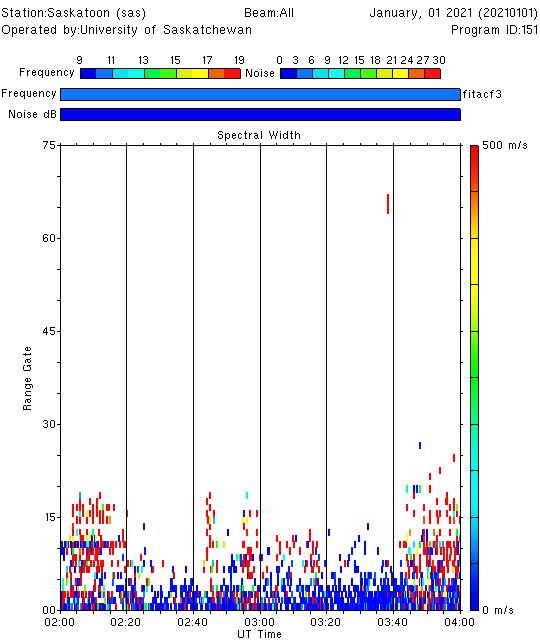 Station:Saskatoon (sas) Beam:All January, 01 2021 (20210101)
Operated by:University of Saskatchewan Program ID:151
9 11 13 15 17 19 0 3 6 9 12 15 18 21 24 27 30
Frequency Noise
Frequency fitacf3
Noise dB
Spectral Width
75 500 m/s
60
45
Range Gate
30
15
00 0 m/s
02:00 02:20 02:40 03:00 03:20 03:40 04:00
UT Time